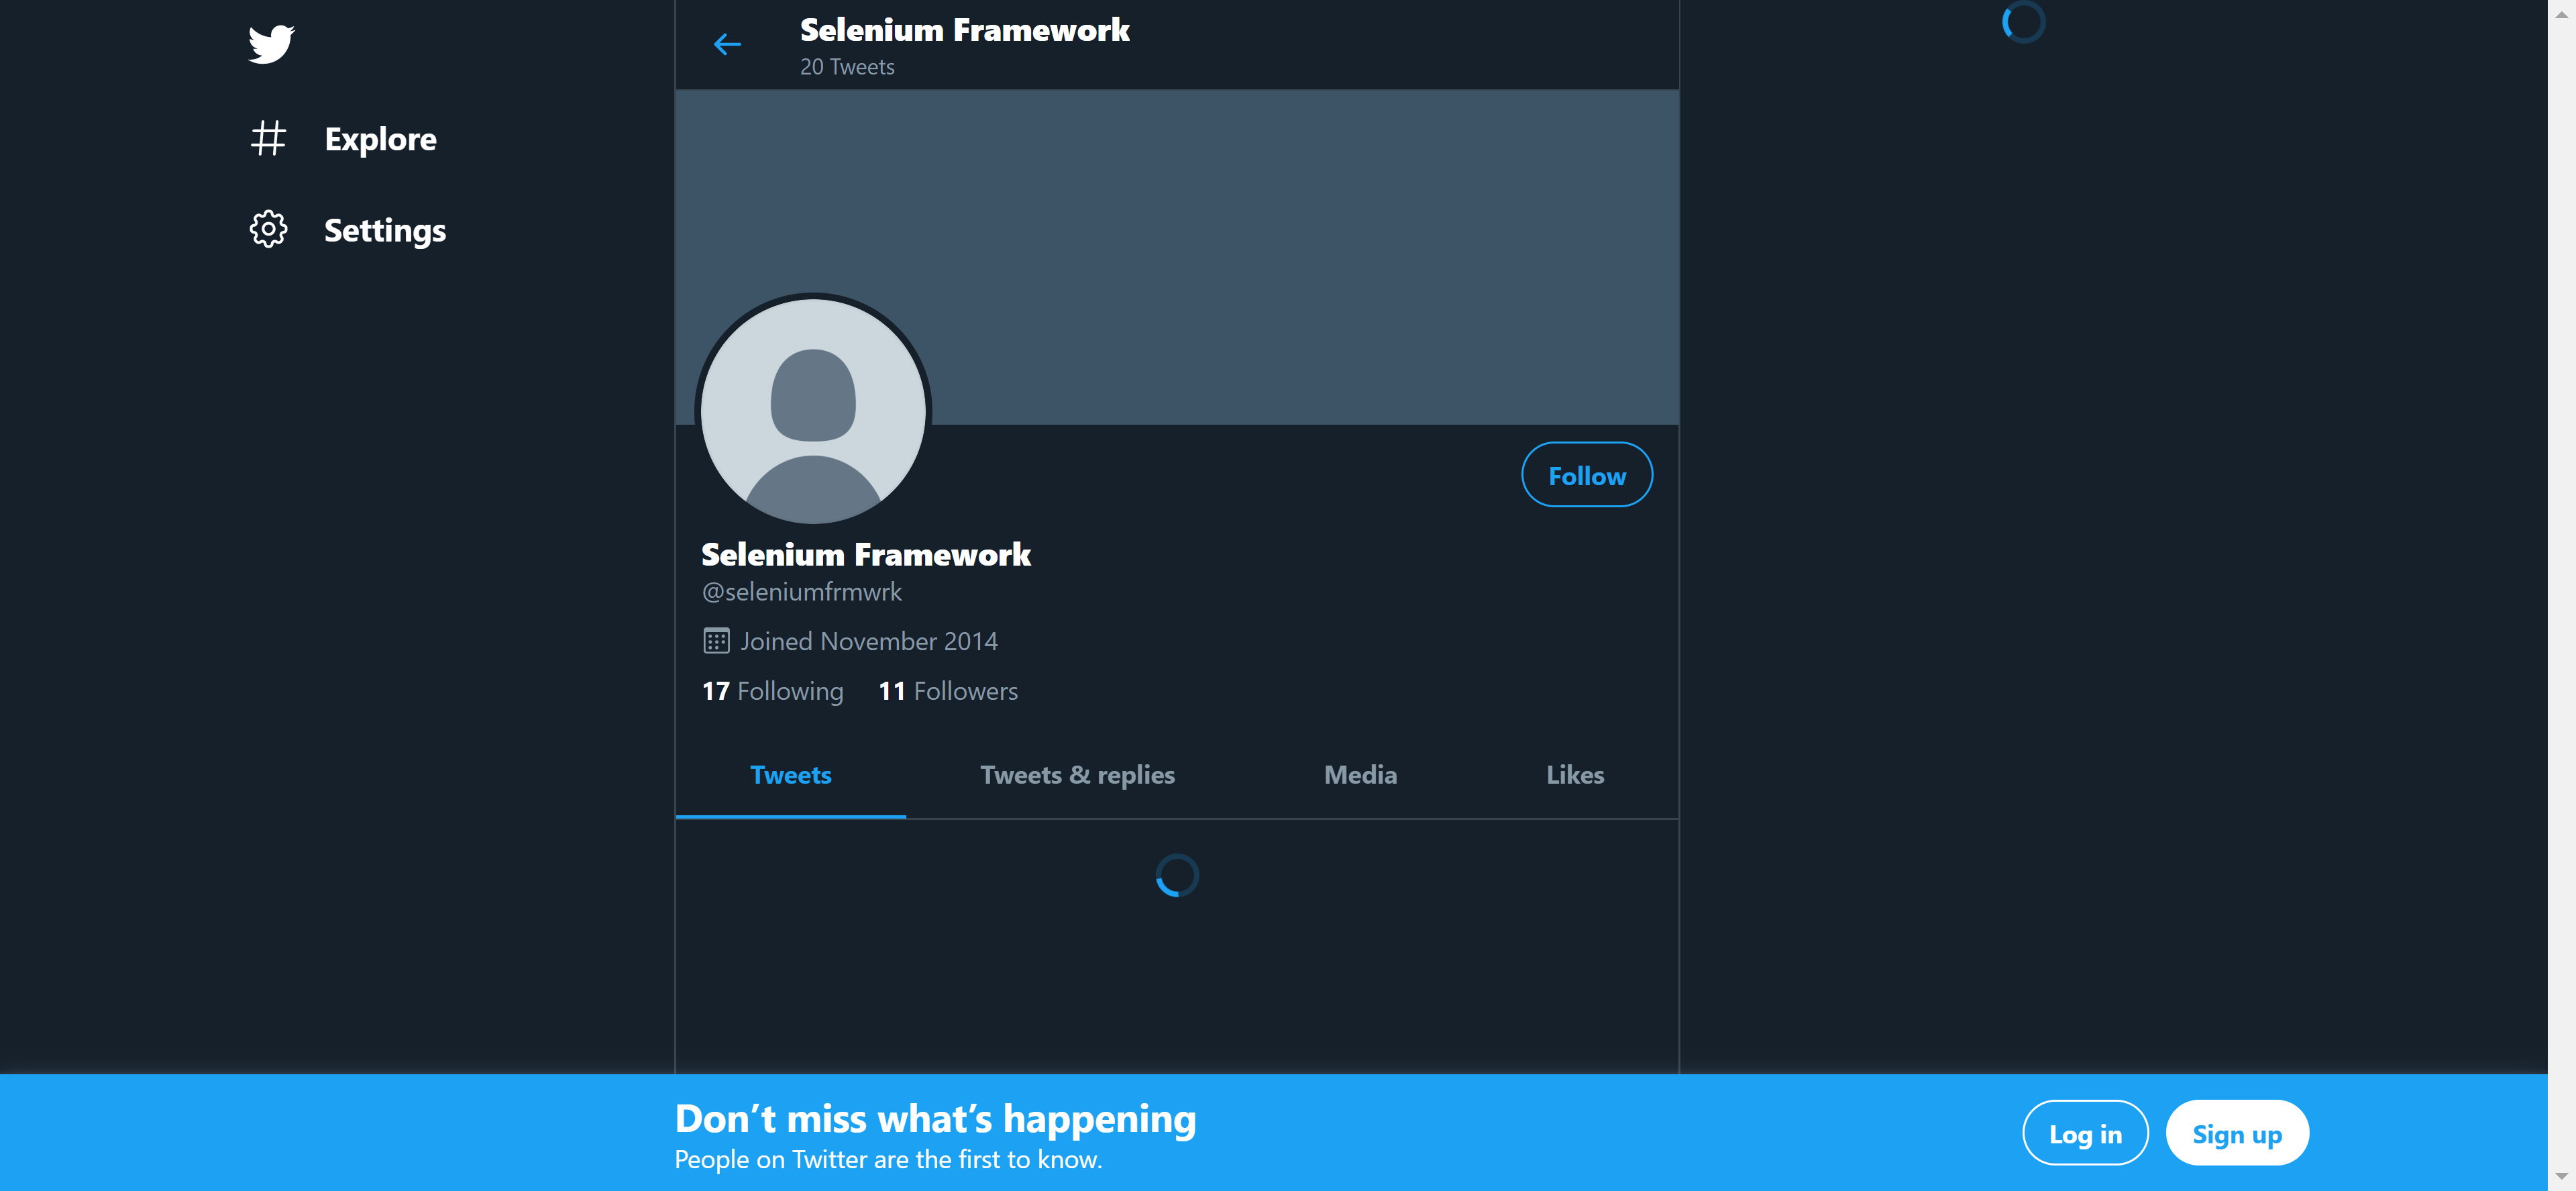 Explore
Settings
Selenium Framework
20 Tweets
Follow
Selenium Framework
@seleniumfrmwrk
Joined November 2014
17 Following 11 Followers
Tweets Tweets & replies Media Likes
Don’t miss what’s happening
People on Twitter are the first to know.
Log in Sign up